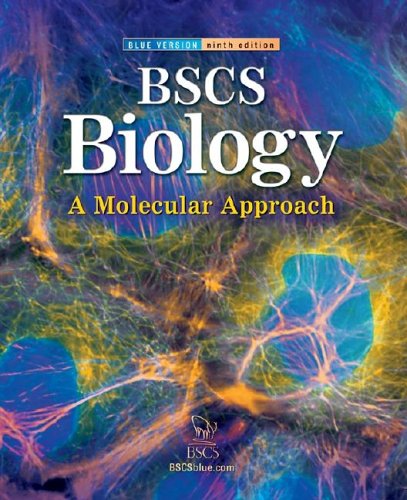 BLUE VERSION ninth edition
BSCS
Biology
A Molecular Approach
BSCS
BSCSblue.com